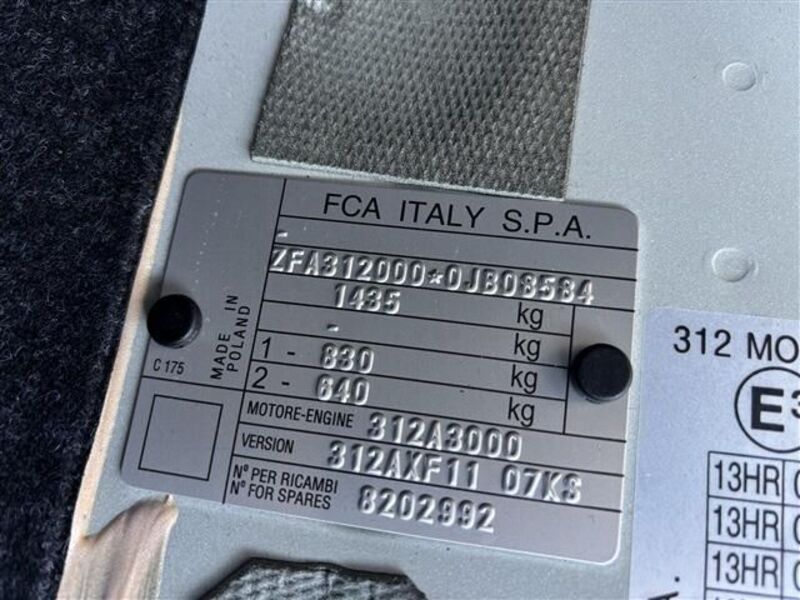 FCA ITALY S.P.A.
-
ZFA312000*0JB08584
1435 kg
- kg
1 - 830 kg
2 - 640 kg
MOTORE-ENGINE 312A3000
VERSION 312AXF11 07KS
N° PER RICAMBI
N° FOR SPARES 8202992
MADE IN
POLAND
C 175
312 MO
E3
13HR
13HR
13HR